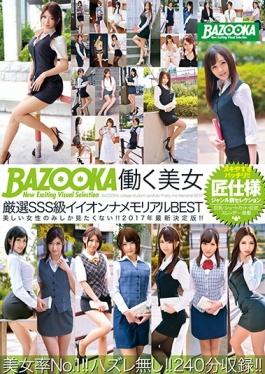 BAZOOKA
BAZOOKA 働く美女
New Exciting Visual Selection
厳選SSS級イイオンナメモリアルBEST
美しい女性のみしか見たくない!!2017年最新決定版!!
匠仕様
ジャンル別セレクション
美女率No.1!!ハズレ無し!!240分収録!!